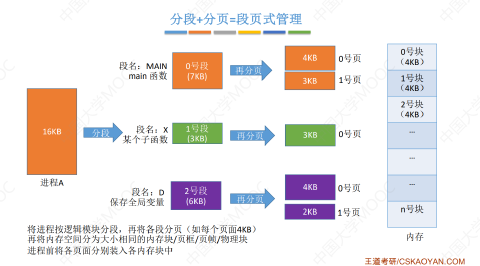 分段+分页=段页式管理
段名：MAIN
main 函数
0号段
(7KB)
再分页
4KB
0号页
3KB
1号页
16KB
进程A
分段
段名：X
某个子函数
1号段
(3KB)
再分页
3KB
0号页
段名：D
保存全局变量
2号段
(6KB)
再分页
4KB
0号页
2KB
1号页
0号块
(4KB)
1号块
(4KB)
2号块
(4KB)
...
...
...
n号块
内存
将进程按逻辑模块分段，再将各段分页（如每个页面4KB）
再将内存空间分为大小相同的内存块/页框/页帧/物理块
进程前将各页面分别装入各内存块中
王道考研/CSKAOYAN.COM